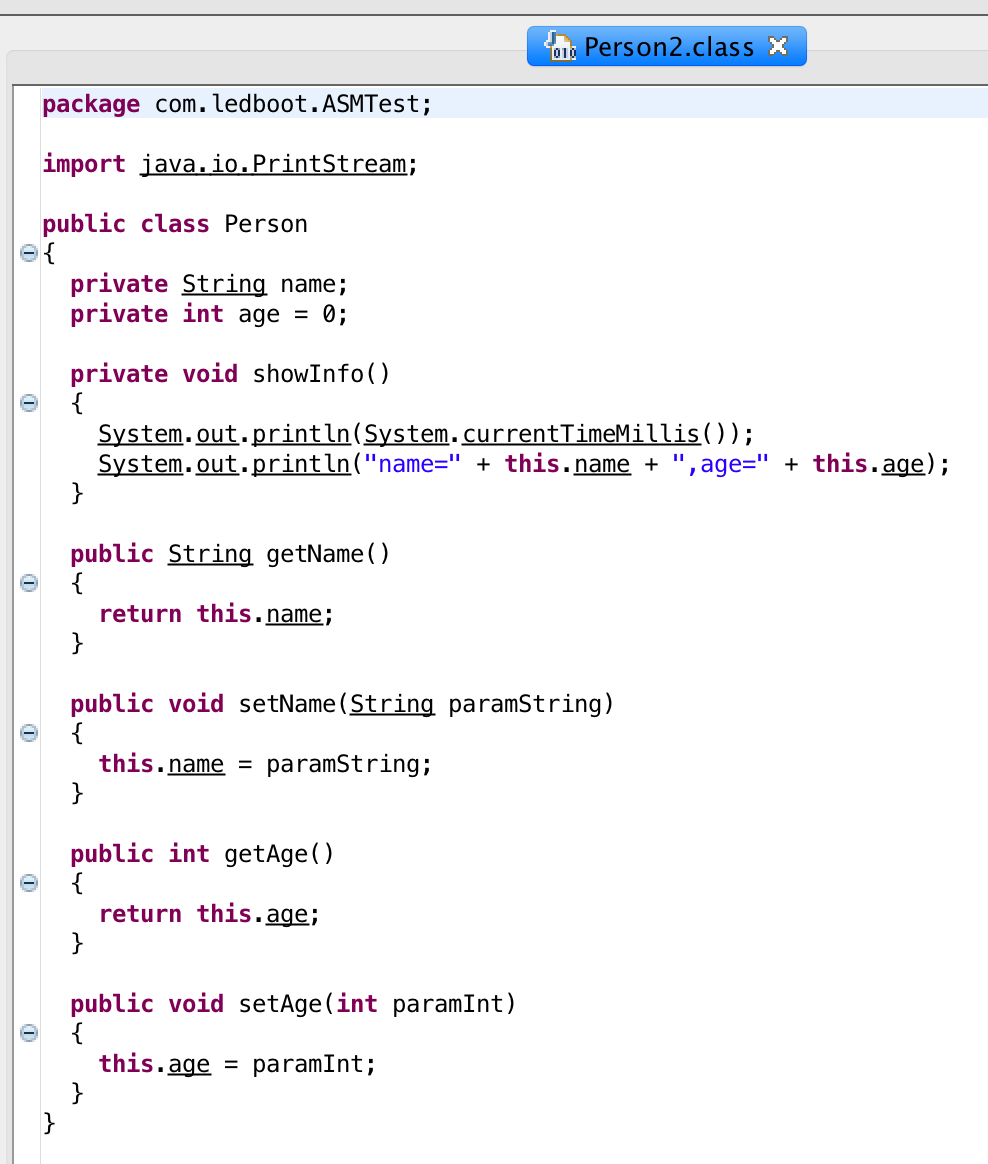 Person2.class
package com.ledboot.ASMTest;
import java.io.PrintStream;
public class Person
{
private String name;
private int age = 0;
private void showInfo()
{
System.out.println(System.currentTimeMillis());
System.out.println("name=" + this.name + ",age=" + this.age);
}
public String getName()
{
return this.name;
}
public void setName(String paramString)
{
this.name = paramString;
}
public int getAge()
{
return this.age;
}
public void setAge(int paramInt)
{
this.age = paramInt;
}
}